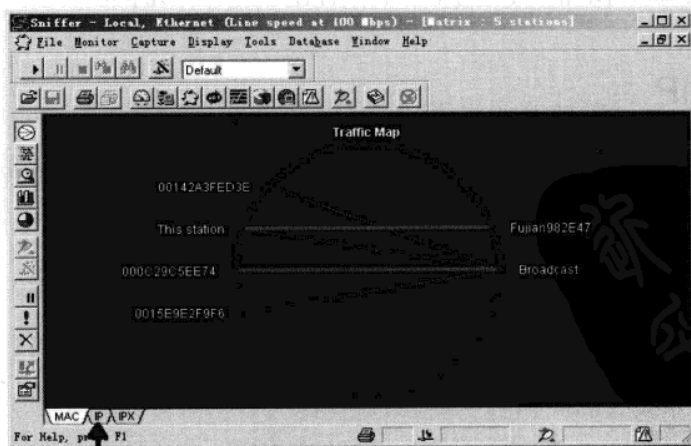 Sniffer - Local, Ethernet (Line speed at 100 Mbps) - [Matrix : 5 stations]
File Monitor Capture Display Tools Database Window Help
Default
Traffic Map
00142A3FED3E
This station
Fujian982E47
000C29C5EE74
Broadcast
0015E9E2F9F6
MAC IP IPX
For Help, F1